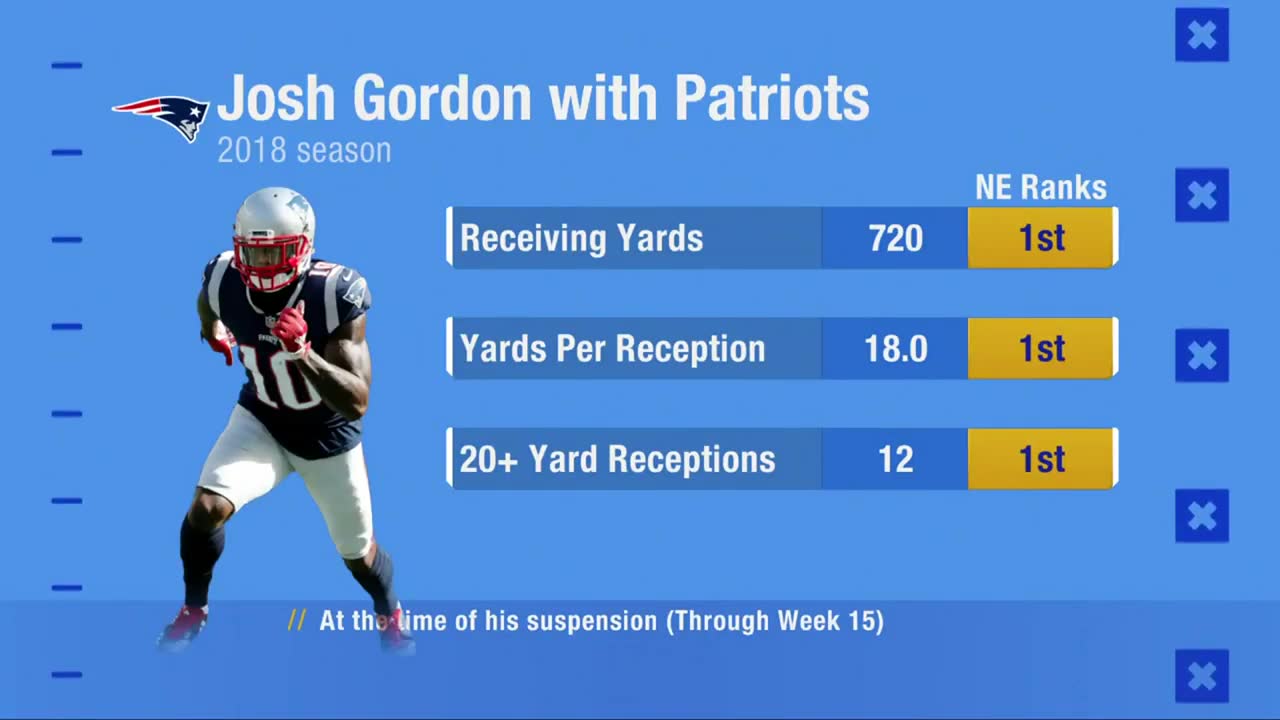 Josh Gordon with Patriots
2018 season
NE Ranks
Receiving Yards 720 1st
Yards Per Reception 18.0 1st
20+ Yard Receptions 12 1st
10
// At the time of his suspension (Through Week 15)